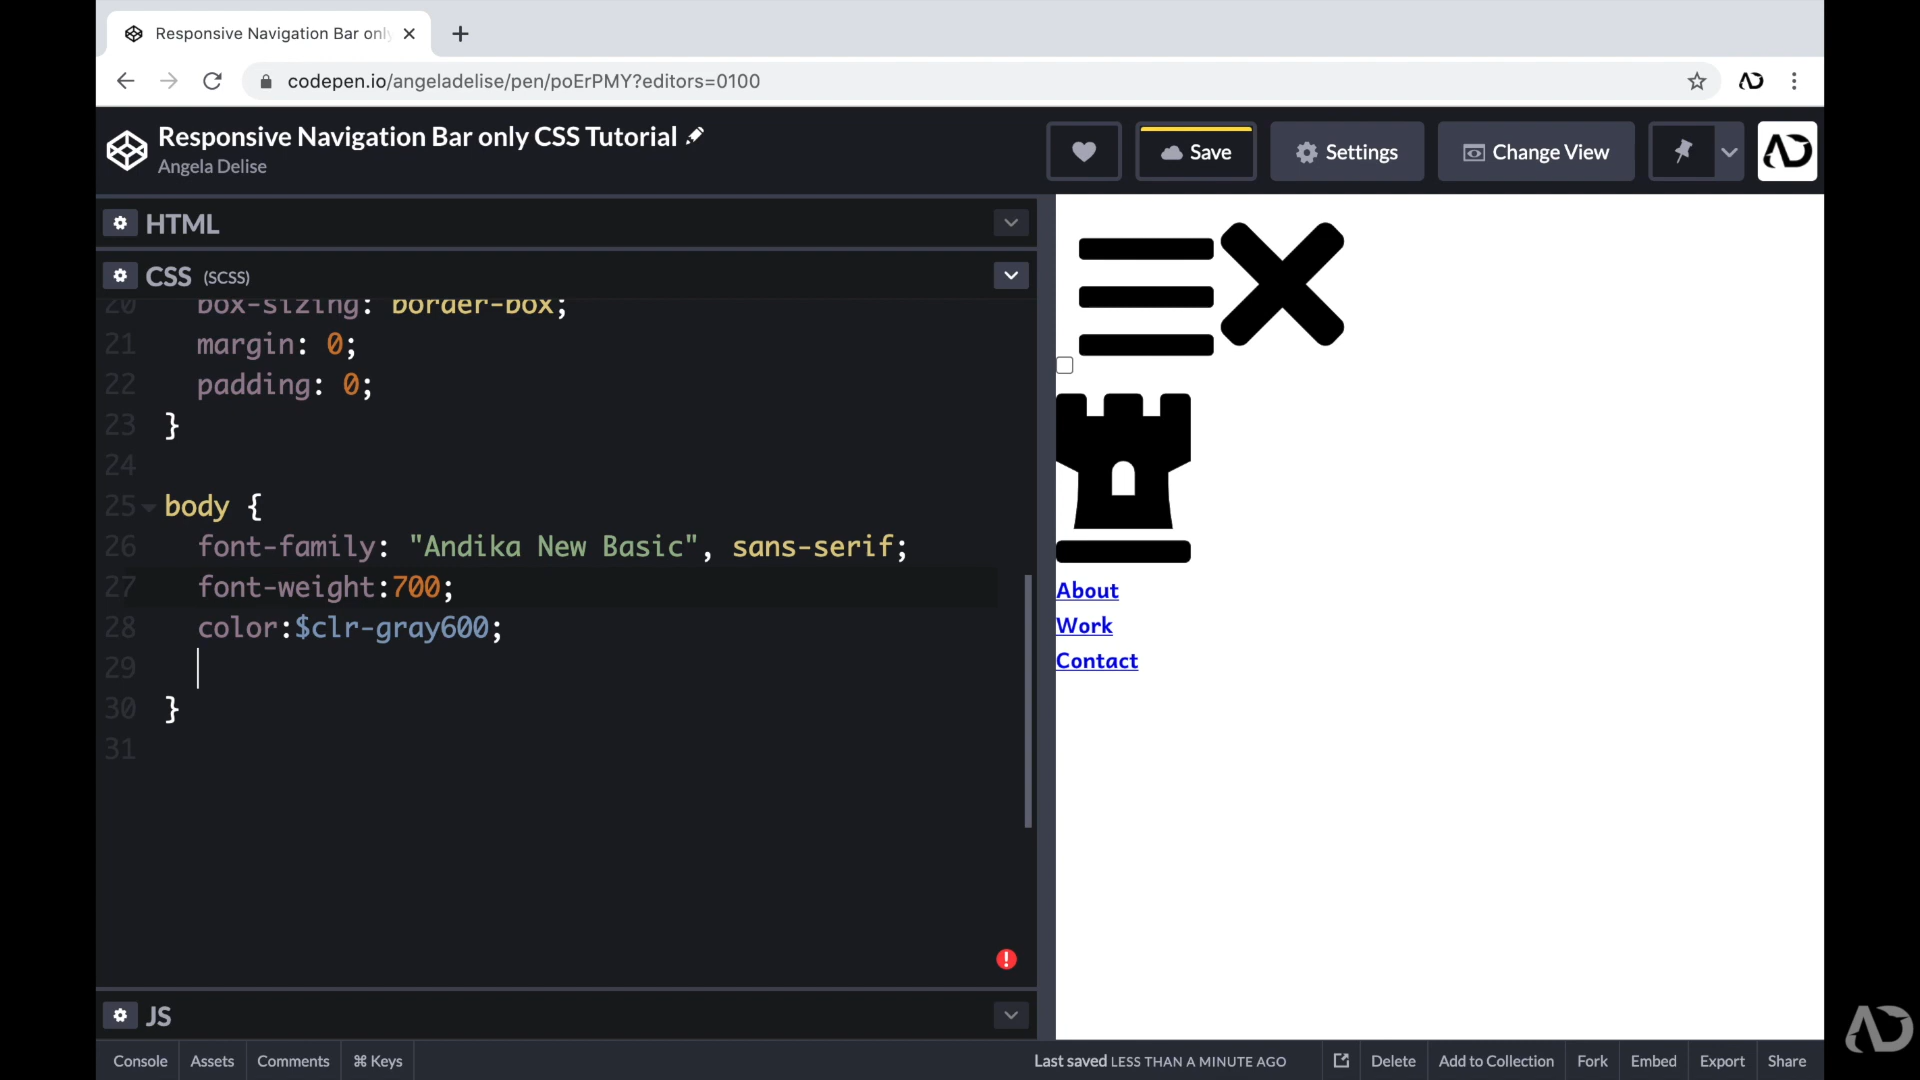 Responsive Navigation Bar onl
codepen.io/angeladelise/pen/poErPMY?editors=0100
Responsive Navigation Bar only CSS Tutorial
Angela Delise
Save
Settings
Change View
HTML
CSS (SCSS)
20 box-sizing: border-box;
21 margin: 0;
22 padding: 0;
23 }
24
25 body {
26 font-family: "Andika New Basic", sans-serif;
27 font-weight:700;
28 color:$clr-gray600;
29
30 }
31
About
Work
Contact
JS
Console Assets Comments ⌘ Keys
Last saved LESS THAN A MINUTE AGO
Delete Add to Collection Fork Embed Export Share